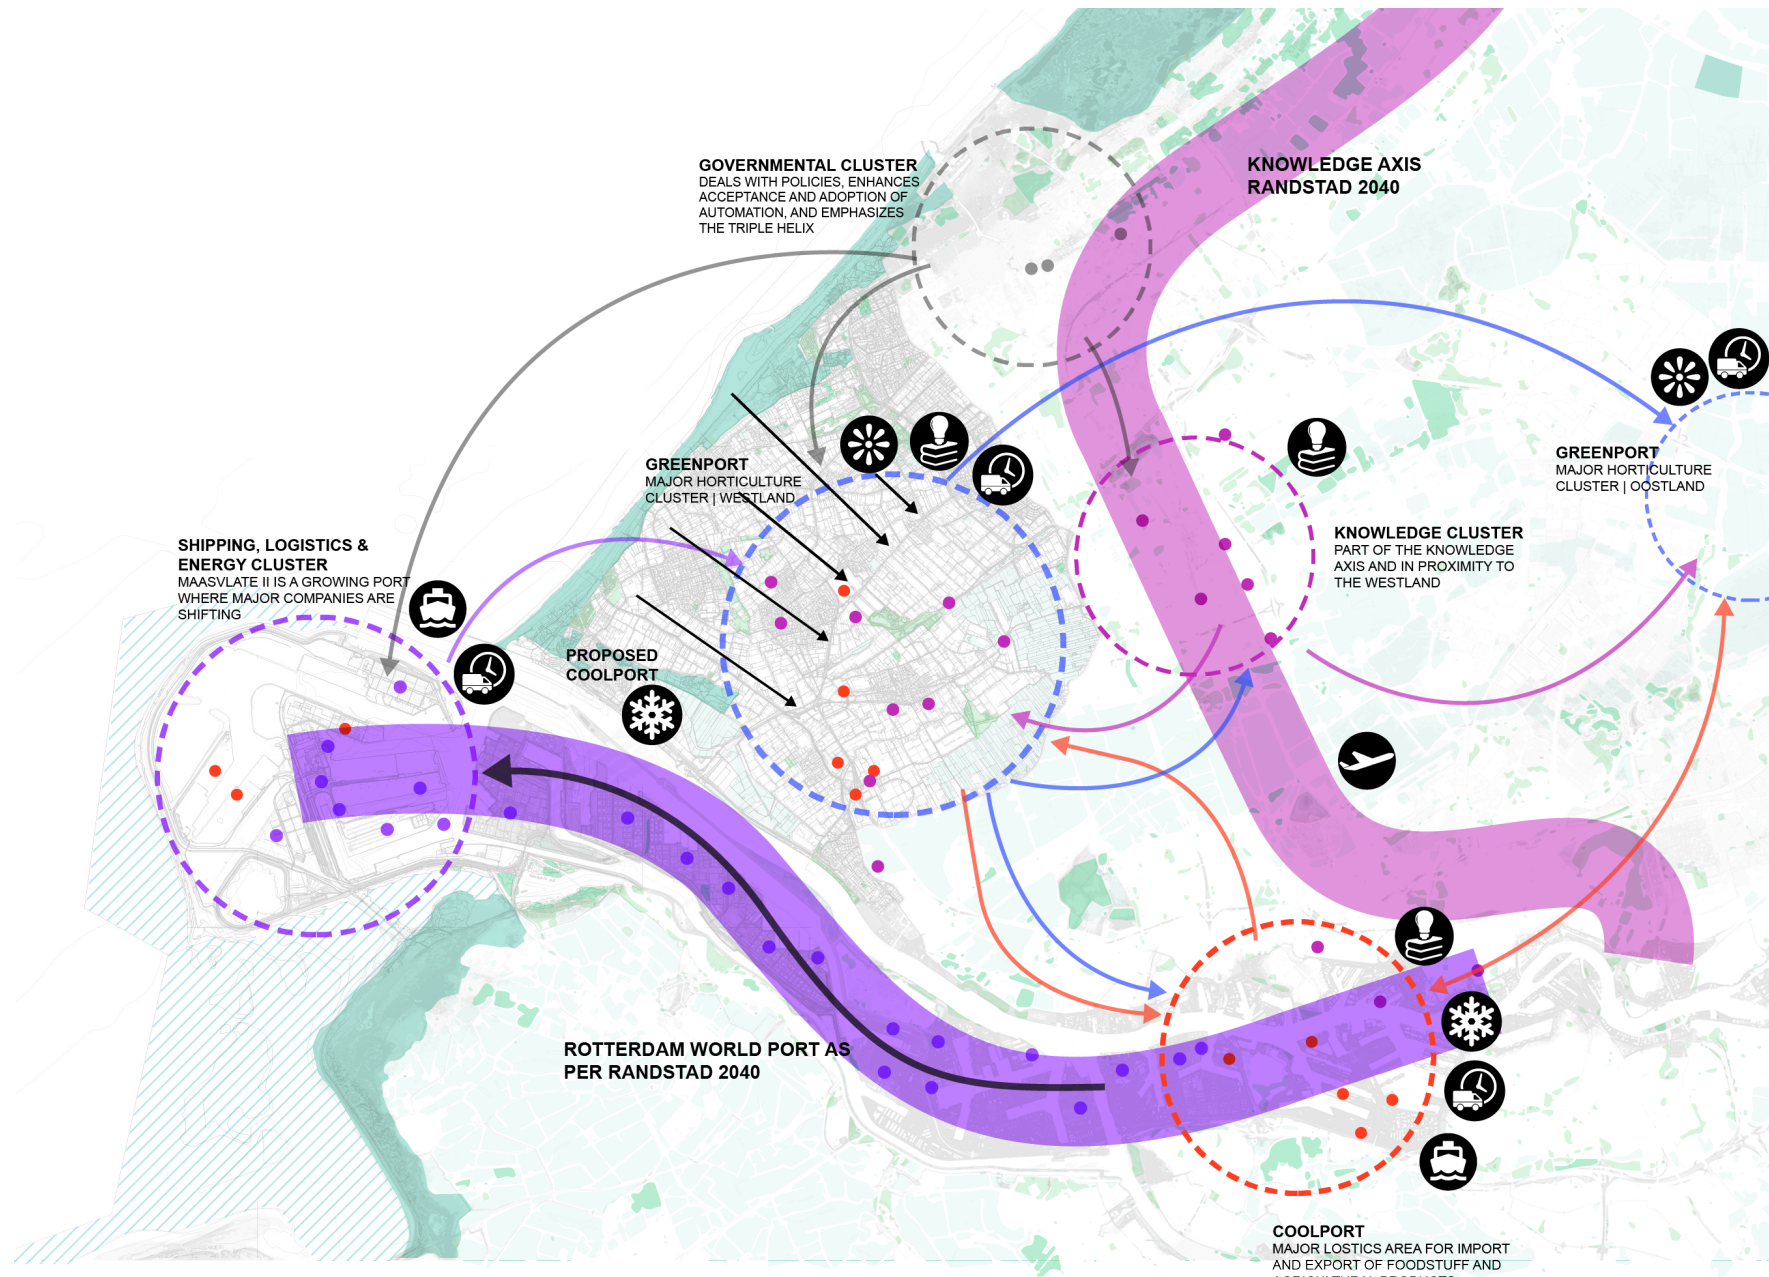 GOVERNMENTAL CLUSTER
DEALS WITH POLICIES, ENHANCES
ACCEPTANCE AND ADOPTION OF
AUTOMATION, AND EMPHASIZES
THE TRIPLE HELIX
KNOWLEDGE AXIS
RANDSTAD 2040
GREENPORT
MAJOR HORTICULTURE
CLUSTER | WESTLAND
GREENPORT
MAJOR HORTICULTURE
CLUSTER | OOSTLAND
KNOWLEDGE CLUSTER
PART OF THE KNOWLEDGE
AXIS AND IN PROXIMITY TO
THE WESTLAND
SHIPPING, LOGISTICS &
ENERGY CLUSTER
MAASVLATE II IS A GROWING PORT
WHERE MAJOR COMPANIES ARE
SHIFTING
PROPOSED
COOLPORT
ROTTERDAM WORLD PORT AS
PER RANDSTAD 2040
COOLPORT
MAJOR LOSTICS AREA FOR IMPORT
AND EXPORT OF FOODSTUFF AND